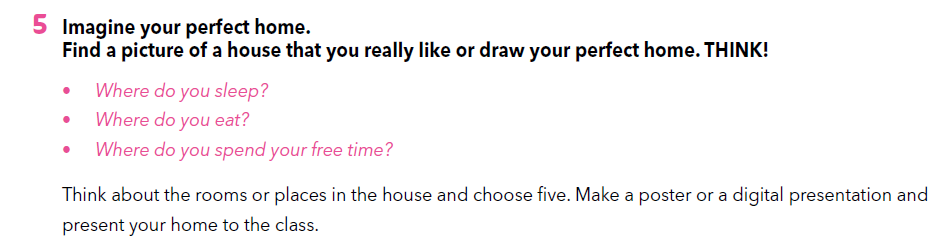 5 Imagine your perfect home.
Find a picture of a house that you really like or draw your perfect home. THINK!
• Where do you sleep?
• Where do you eat?
• Where do you spend your free time?
Think about the rooms or places in the house and choose five. Make a poster or a digital presentation and
present your home to the class.